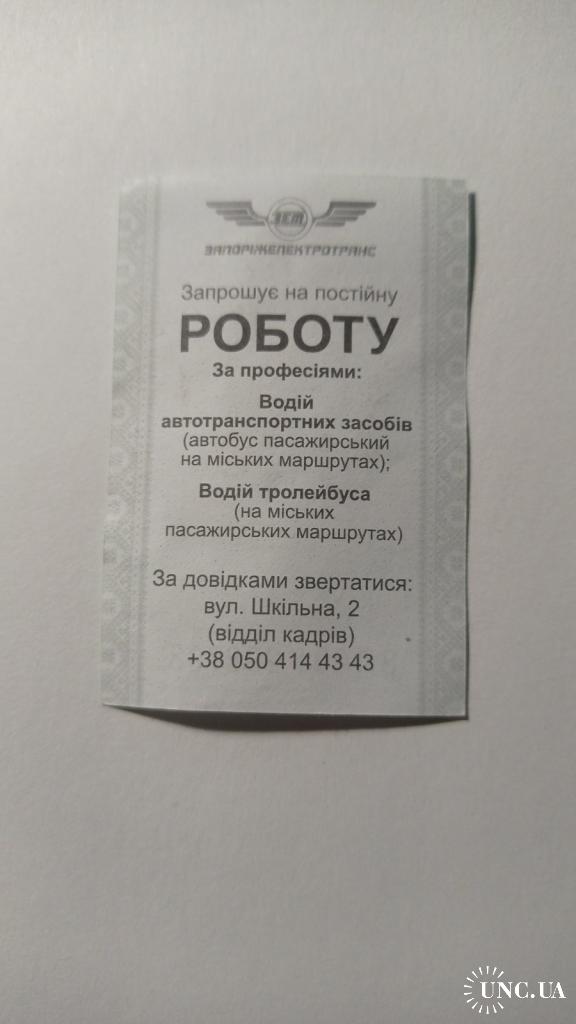 ЗЕТ
ЗАПОРІЖЕЛЕКТРОТРАНС
Запрошує на постійну
РОБОТУ
За професіями:
Водій
автотранспортних засобів
(автобус пасажирський
на міських маршрутах);
Водій тролейбуса
(на міських
пасажирських маршрутах)
За довідками звертатися:
вул. Шкільна, 2
(відділ кадрів)
+38 050 414 43 43
UNC.UA